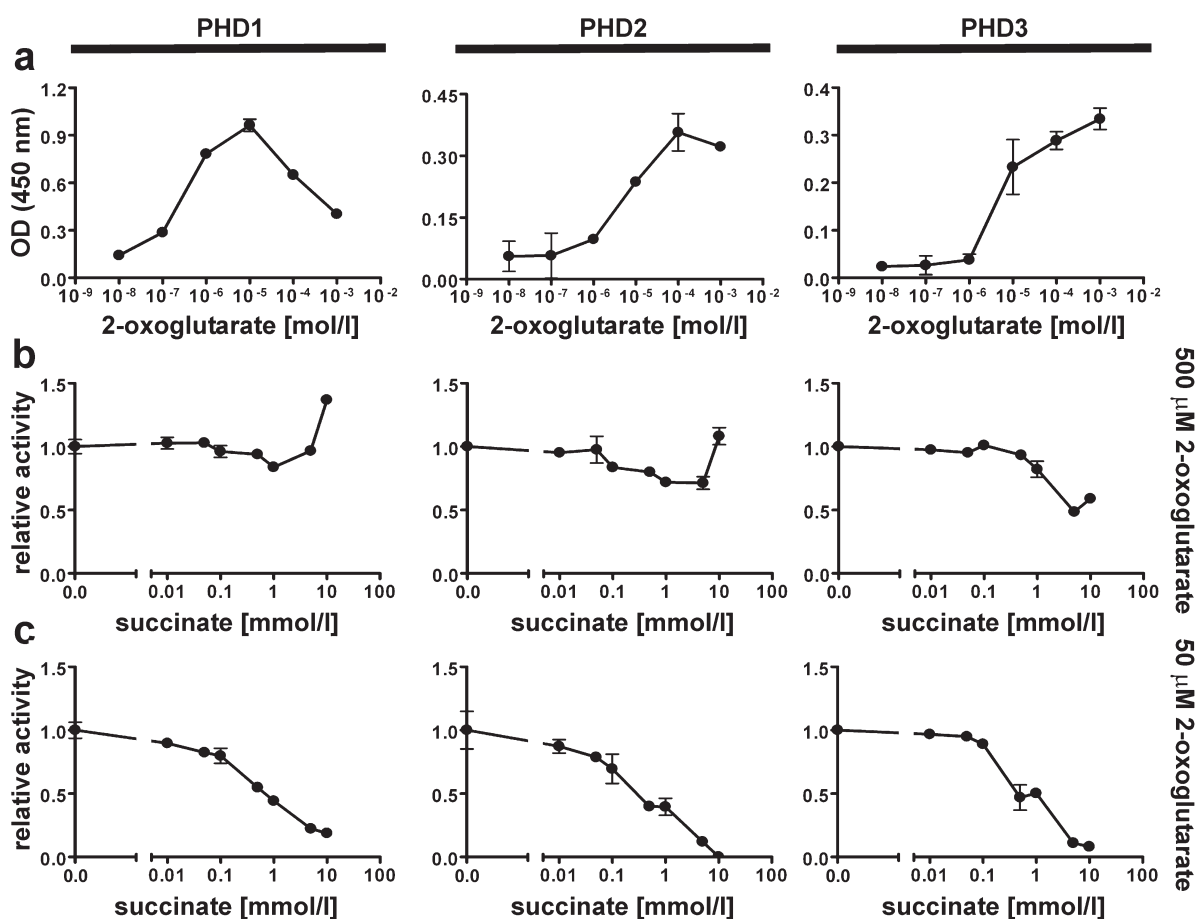 PHD1 PHD2 PHD3
a
OD (450 nm)
1.2
0.9
0.6
0.3
0.0
10-9 10-8 10-7 10-6 10-5 10-4 10-3 10-2
2-oxoglutarate [mol/l]
0.45
0.30
0.15
0.00
10-9 10-8 10-7 10-6 10-5 10-4 10-3 10-2
2-oxoglutarate [mol/l]
0.4
0.3
0.2
0.1
0.0
10-9 10-8 10-7 10-6 10-5 10-4 10-3 10-2
2-oxoglutarate [mol/l]
b
relative activity
1.5
1.0
0.5
0.0
0.0 0.01 0.1 1 10 100
succinate [mmol/l]
1.5
1.0
0.5
0.0
0.0 0.01 0.1 1 10 100
succinate [mmol/l]
1.5
1.0
0.5
0.0
0.0 0.01 0.1 1 10 100
succinate [mmol/l]
500 μM 2-oxoglutarate
c
relative activity
1.5
1.0
0.5
0.0
0.0 0.01 0.1 1 10 100
succinate [mmol/l]
1.5
1.0
0.5
0.0
0.0 0.01 0.1 1 10 100
succinate [mmol/l]
1.5
1.0
0.5
0.0
0.0 0.01 0.1 1 10 100
succinate [mmol/l]
50 μM 2-oxoglutarate